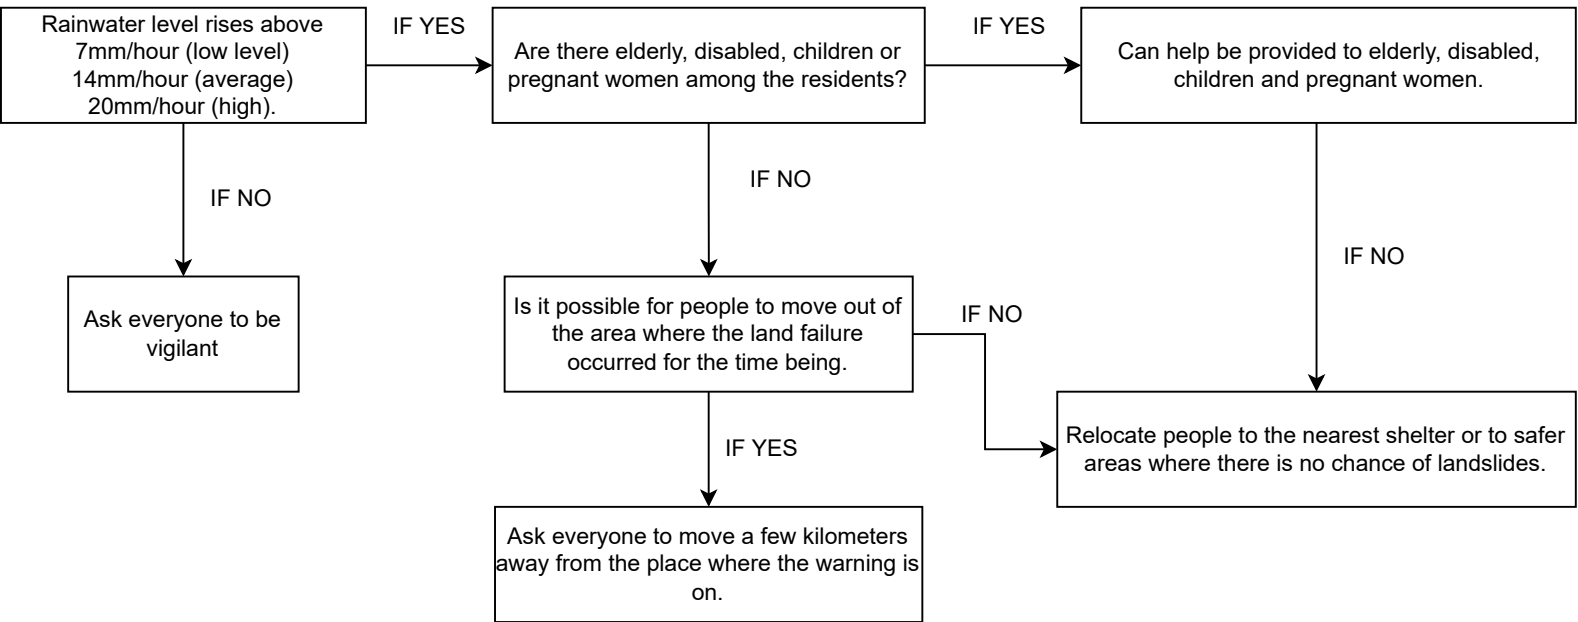 Rainwater level rises above
7mm/hour (low level)
14mm/hour (average)
20mm/hour (high).
IF YES
Are there elderly, disabled, children or
pregnant women among the residents?
IF YES
Can help be provided to elderly, disabled,
children and pregnant women.
IF NO
IF NO
IF NO
Ask everyone to be
vigilant
Is it possible for people to move out of
the area where the land failure
occurred for the time being.
IF NO
IF YES
Relocate people to the nearest shelter or to safer
areas where there is no chance of landslides.
Ask everyone to move a few kilometers
away from the place where the warning is
on.